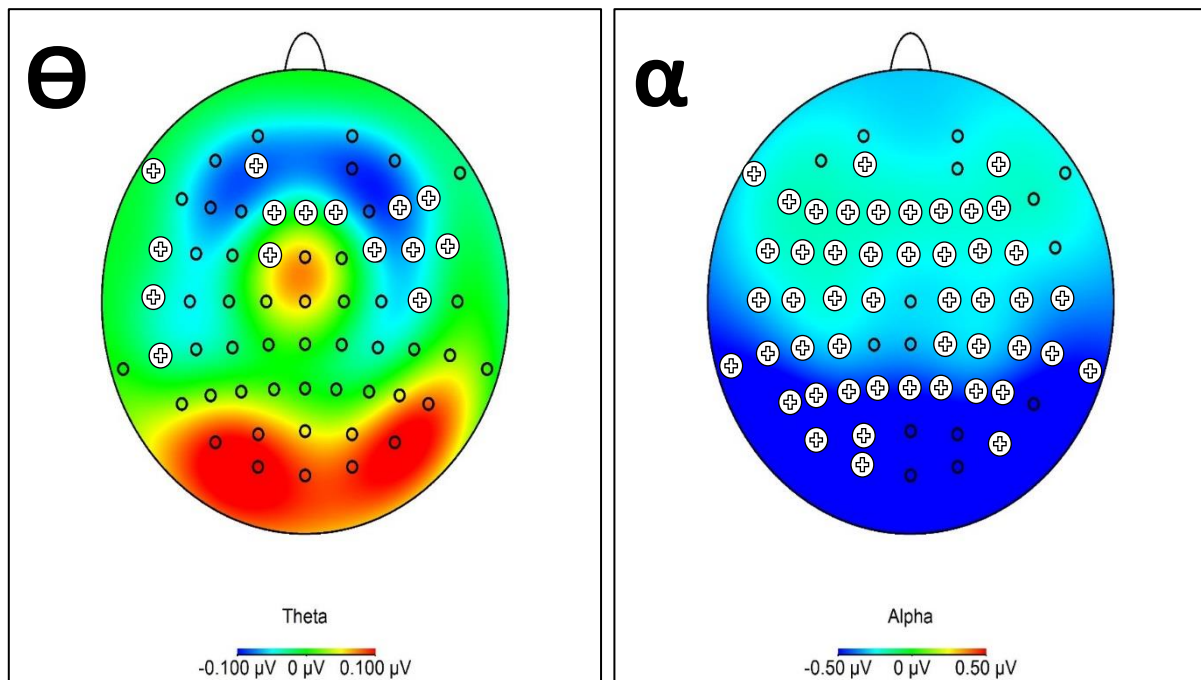 ϴ
α
Theta
Alpha
-0.100 µV 0 µV 0.100 µV
-0.50 µV 0 µV 0.50 µV